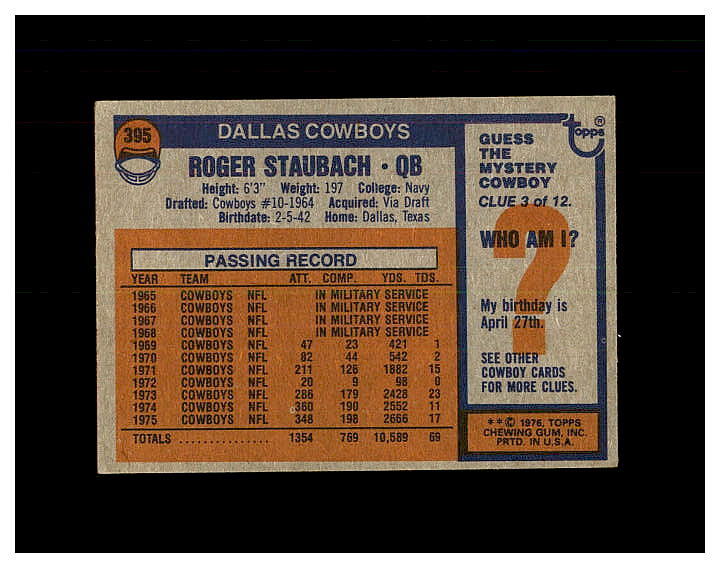 395
DALLAS COWBOYS
ROGER STAUBACH • QB
Height: 6'3" Weight: 197 College: Navy
Drafted: Cowboys #10-1964 Acquired: Via Draft
Birthdate: 2-5-42 Home: Dallas, Texas
PASSING RECORD
YEAR TEAM ATT. COMP. YDS. TDS.
1965 COWBOYS NFL IN MILITARY SERVICE
1966 COWBOYS NFL IN MILITARY SERVICE
1967 COWBOYS NFL IN MILITARY SERVICE
1968 COWBOYS NFL IN MILITARY SERVICE
1969 COWBOYS NFL 47 23 421 1
1970 COWBOYS NFL 82 44 542 2
1971 COWBOYS NFL 211 126 1882 15
1972 COWBOYS NFL 20 9 98 0
1973 COWBOYS NFL 286 179 2428 23
1974 COWBOYS NFL 360 190 2552 11
1975 COWBOYS NFL 348 198 2666 17
TOTALS .................. 1354 769 10,589 69
topps ®
GUESS
THE
MYSTERY
COWBOY
CLUE 3 of 12.
?
WHO AM I?
My birthday is
April 27th.
SEE OTHER
COWBOY CARDS
FOR MORE CLUES.
**© 1976, TOPPS
CHEWING GUM, INC.
PRTD. IN U.S.A.